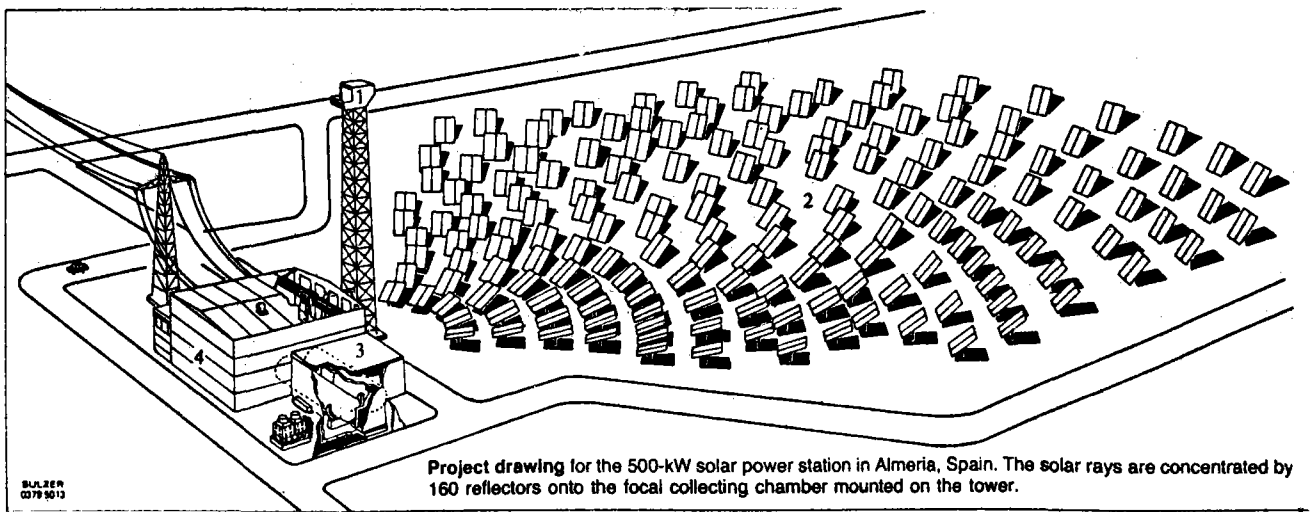 1
2
3
4
Project drawing for the 500-kW solar power station in Almeria, Spain. The solar rays are concentrated by
160 reflectors onto the focal collecting chamber mounted on the tower.
SULZER
0379 5013